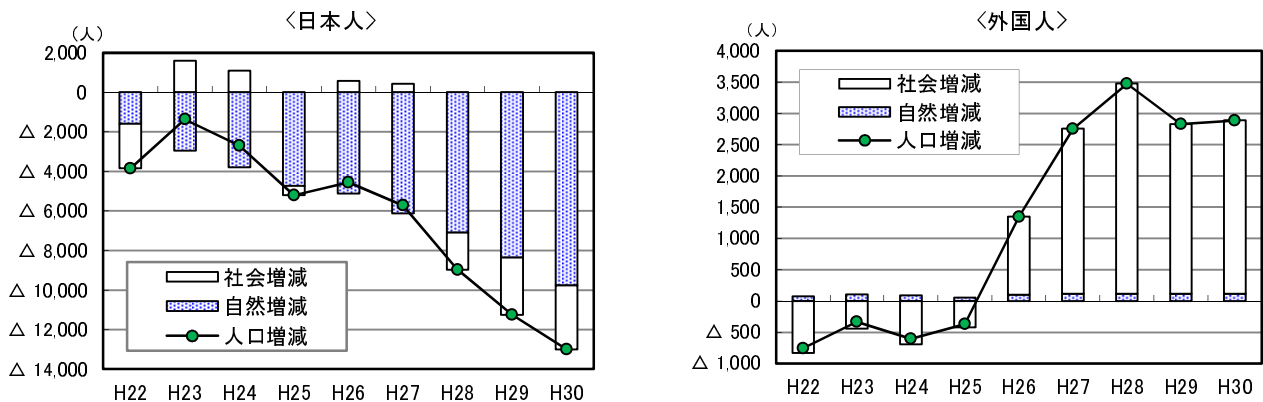 〈日本人〉
(人)
2,000
0
△ 2,000
△ 4,000
△ 6,000
△ 8,000
△ 10,000
△ 12,000
△ 14,000
社会増減
自然増減
人口増減
H22 H23 H24 H25 H26 H27 H28 H29 H30
〈外国人〉
(人)
4,000
3,500
3,000
2,500
2,000
1,500
1,000
500
0
△ 500
△ 1,000
社会増減
自然増減
人口増減
H22 H23 H24 H25 H26 H27 H28 H29 H30